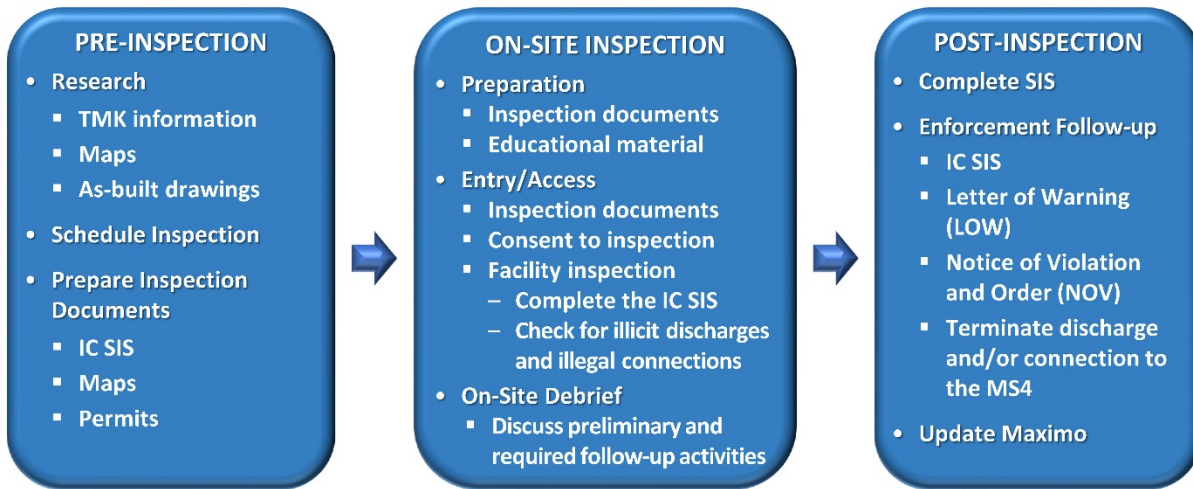 PRE-INSPECTION
• Research
▪ TMK information
▪ Maps
▪ As-built drawings
• Schedule Inspection
• Prepare Inspection
Documents
▪ IC SIS
▪ Maps
▪ Permits
ON-SITE INSPECTION
• Preparation
▪ Inspection documents
▪ Educational material
• Entry/Access
▪ Inspection documents
▪ Consent to inspection
▪ Facility inspection
– Complete the IC SIS
– Check for illicit discharges
and illegal connections
• On-Site Debrief
▪ Discuss preliminary and
required follow-up activities
POST-INSPECTION
• Complete SIS
• Enforcement Follow-up
▪ IC SIS
▪ Letter of Warning
(LOW)
▪ Notice of Violation
and Order (NOV)
▪ Terminate discharge
and/or connection to
the MS4
• Update Maximo